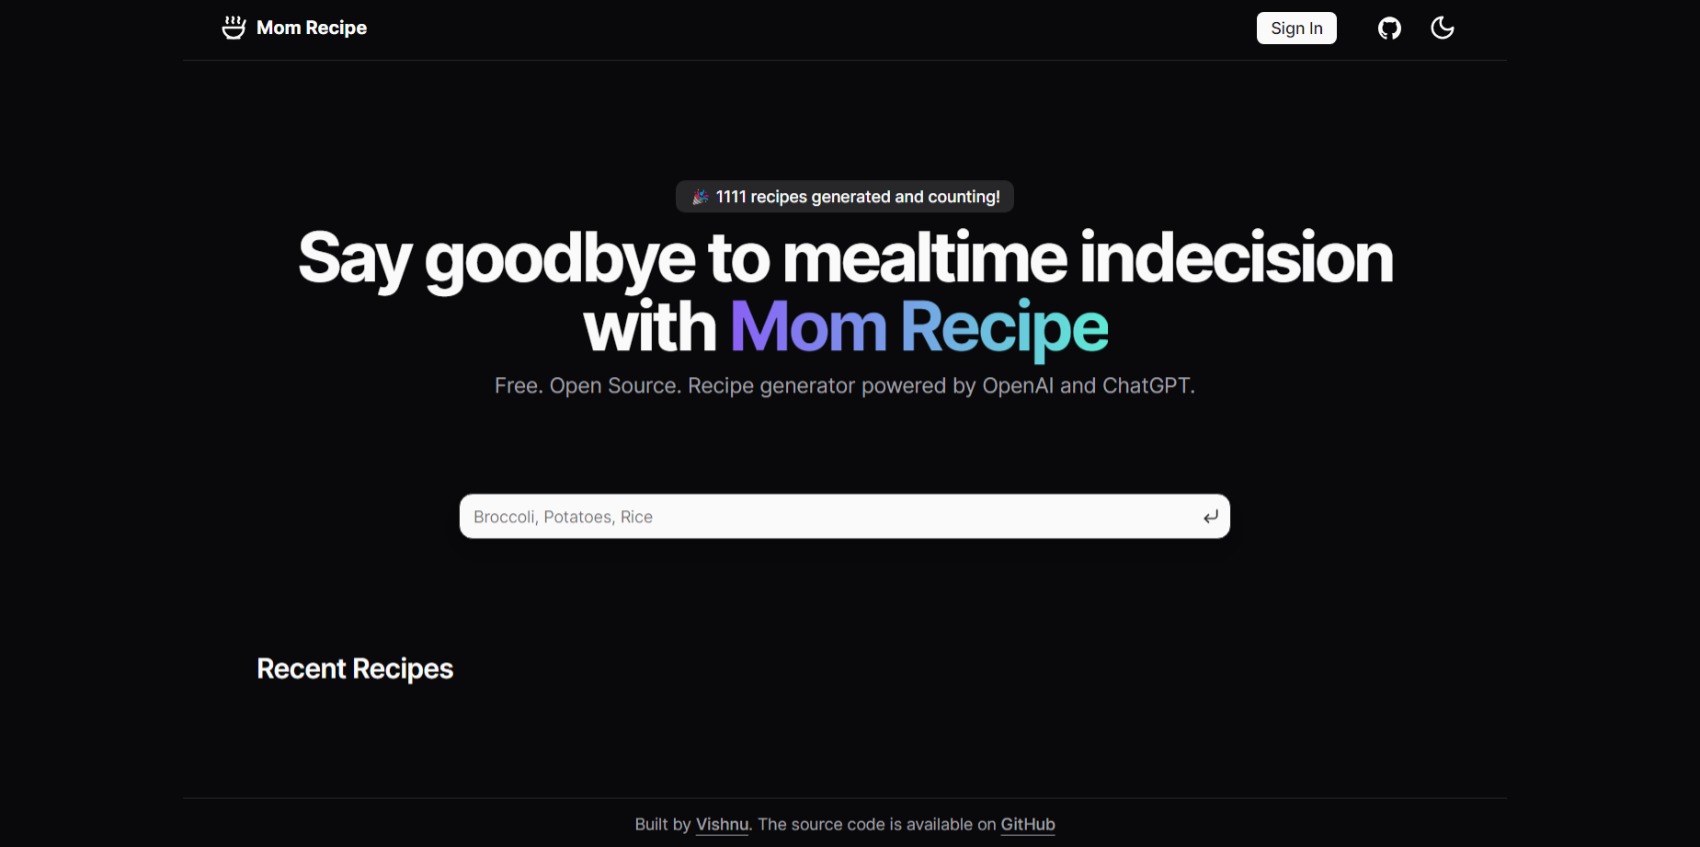 Mom Recipe
Sign In
🎉 1111 recipes generated and counting!
Say goodbye to mealtime indecision
with Mom Recipe
Free. Open Source. Recipe generator powered by OpenAI and ChatGPT.
Broccoli, Potatoes, Rice
Recent Recipes
Built by Vishnu. The source code is available on GitHub